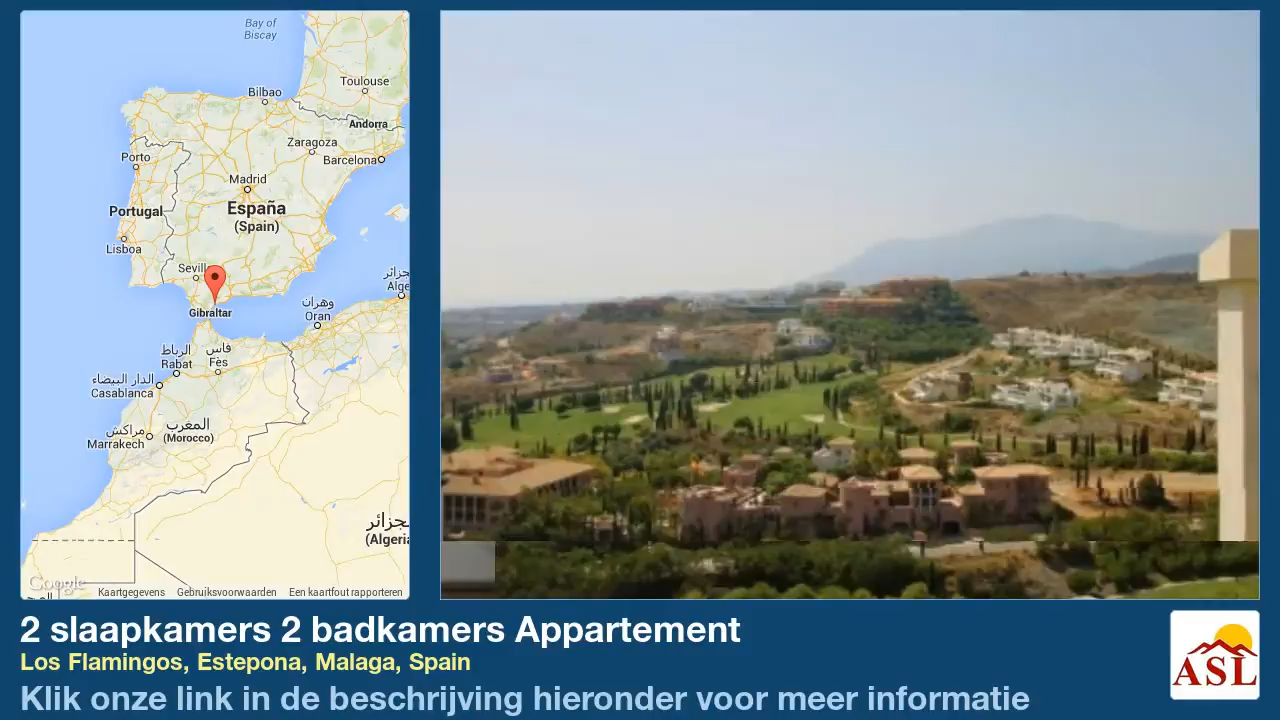 Bay of
Biscay
Toulouse
Bilbao
Andorra
Zaragoza
Porto
Barcelona
Madrid
Portugal
España
(Spain)
Lisboa
Sevill
جزائر
Alge
وهران
Oran
Gibraltar
الرباط
Rabat
فاس
Fes
الدار البيضاء
Casablanca
مراكش
Marrakech
المغرب
(Morocco)
جزائر
(Algeria
Google
Kaartgegevens Gebruiksvoorwaarden Een kaartfout rapporteren
2 slaapkamers 2 badkamers Appartement
Los Flamingos, Estepona, Malaga, Spain
ASL
Klik onze link in de beschrijving hieronder voor meer informatie